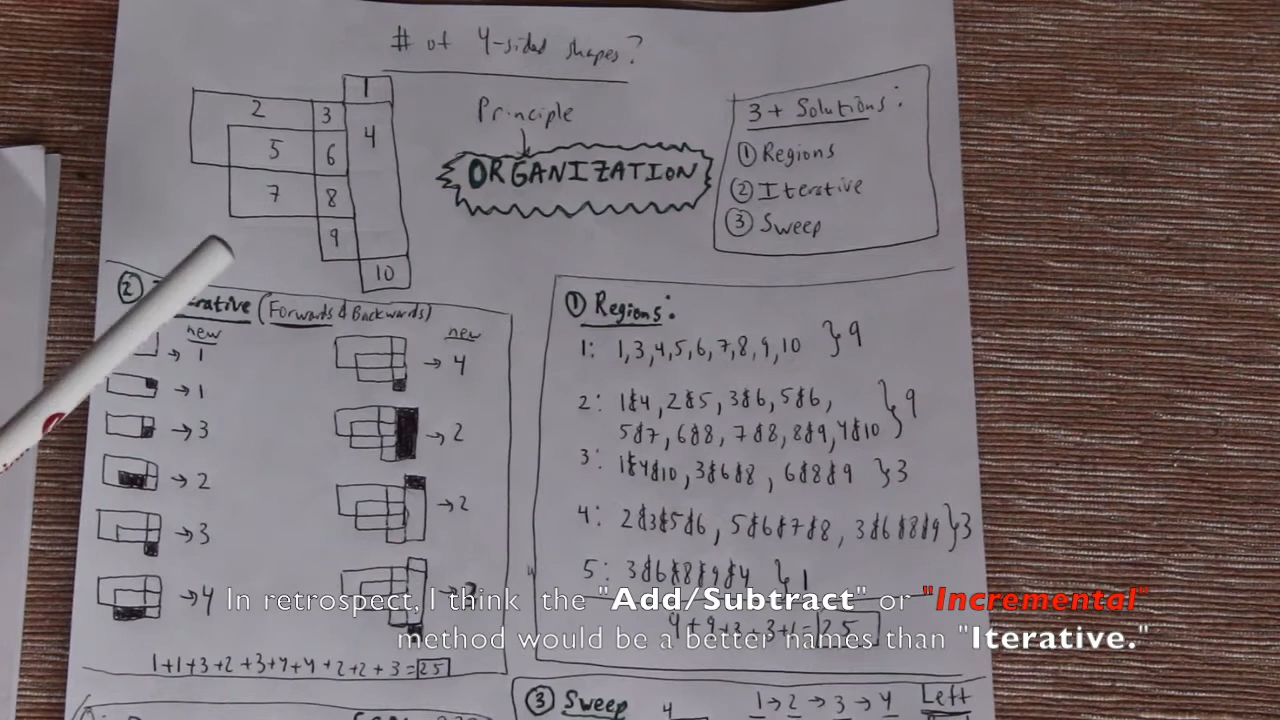 # of 4-sided shapes?
1
2 3
4
5 6
7 8
9
10
Principle
ORGANIZATION
3+ Solutions:
① Regions
② Iterative
③ Sweep
② (Forwards & Backwards)
new new
→ 1 → 4
→ 1
→ 3 → 2
→ 2
→ 3 → 2
→ 4
1+1+3+2+3+4+4+2+2+3=25
① Regions:
1: 1,3,4,5,6,7,8,9,10 } 9
2: 1&4, 2&5, 3&6, 5&6, } 9
5&7, 6&8, 7&8, 8&9, 4&10
3: 1&4&10, 3&6&8, 6&8&9 } 3
4: 2&3&5&6, 5&6&7&8, 3&6&8&9 } 3
5: 3&6&8&9&4 } 1
9+9+3+3+1=25
In retrospect, I think the "Add/Subtract" or "Incremental"
method would be a better names than "Iterative."
③ Sweep 4 1→2→3→4 Left